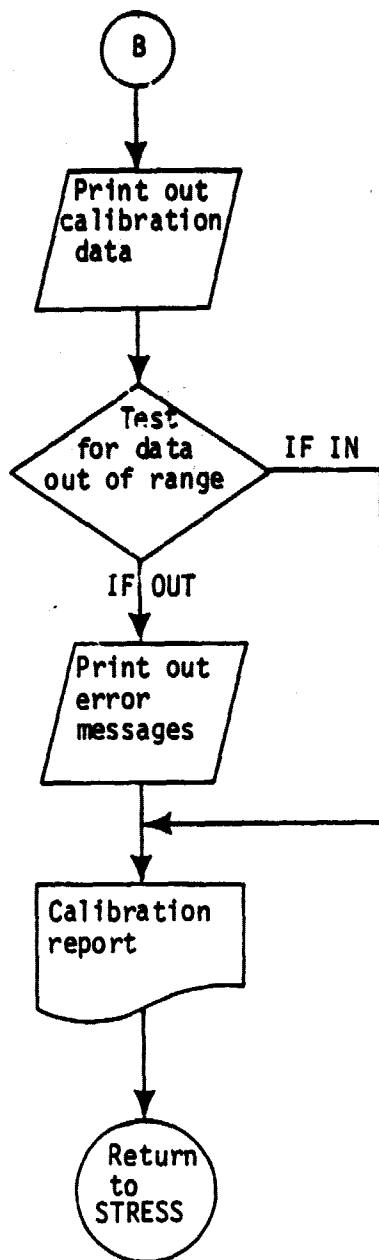 B
Print out
calibration
data
Test
for data
out of range
IF IN
IF OUT
Print out
error
messages
Calibration
report
Return
to
STRESS